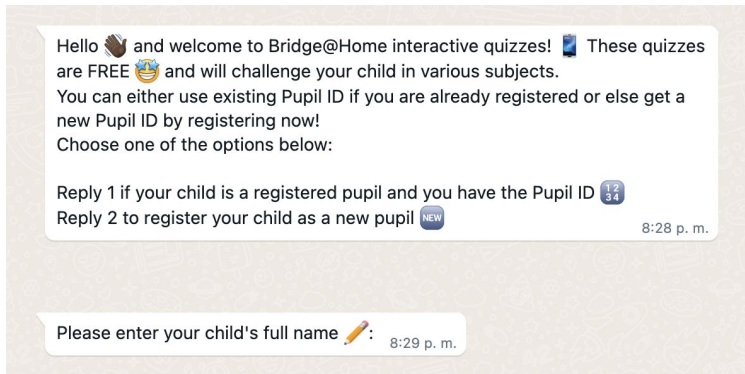 Hello 👋🏿 and welcome to Bridge@Home interactive quizzes! 📱 These quizzes
are FREE 🤩 and will challenge your child in various subjects.
You can either use existing Pupil ID if you are already registered or else get a
new Pupil ID by registering now!
Choose one of the options below:
Reply 1 if your child is a registered pupil and you have the Pupil ID 🔢
Reply 2 to register your child as a new pupil 🆕
8:28 p. m.
Please enter your child's full name ✏️:
8:29 p. m.